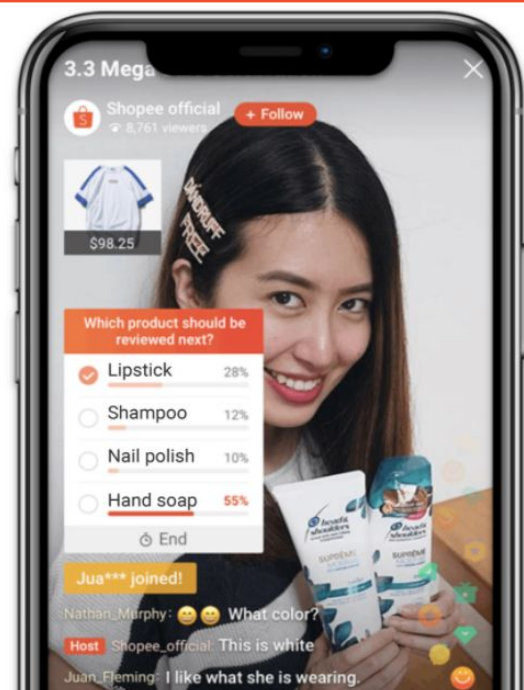 3.3 Mega
Shopee official
8,761 viewers
+ Follow
$98.25
DANDRUFF
FREE
Which product should be
reviewed next?
Lipstick 28%
Shampoo 12%
Nail polish 10%
Hand soap 55%
End
Jua*** joined!
Nathan_Murphy: 😄 😄 What color?
Host Shopee_official: This is white
Juan_Fleming: I like what she is wearing.
head&
shoulders
SUPRÊME
head&
shoulders
SUPRÊME